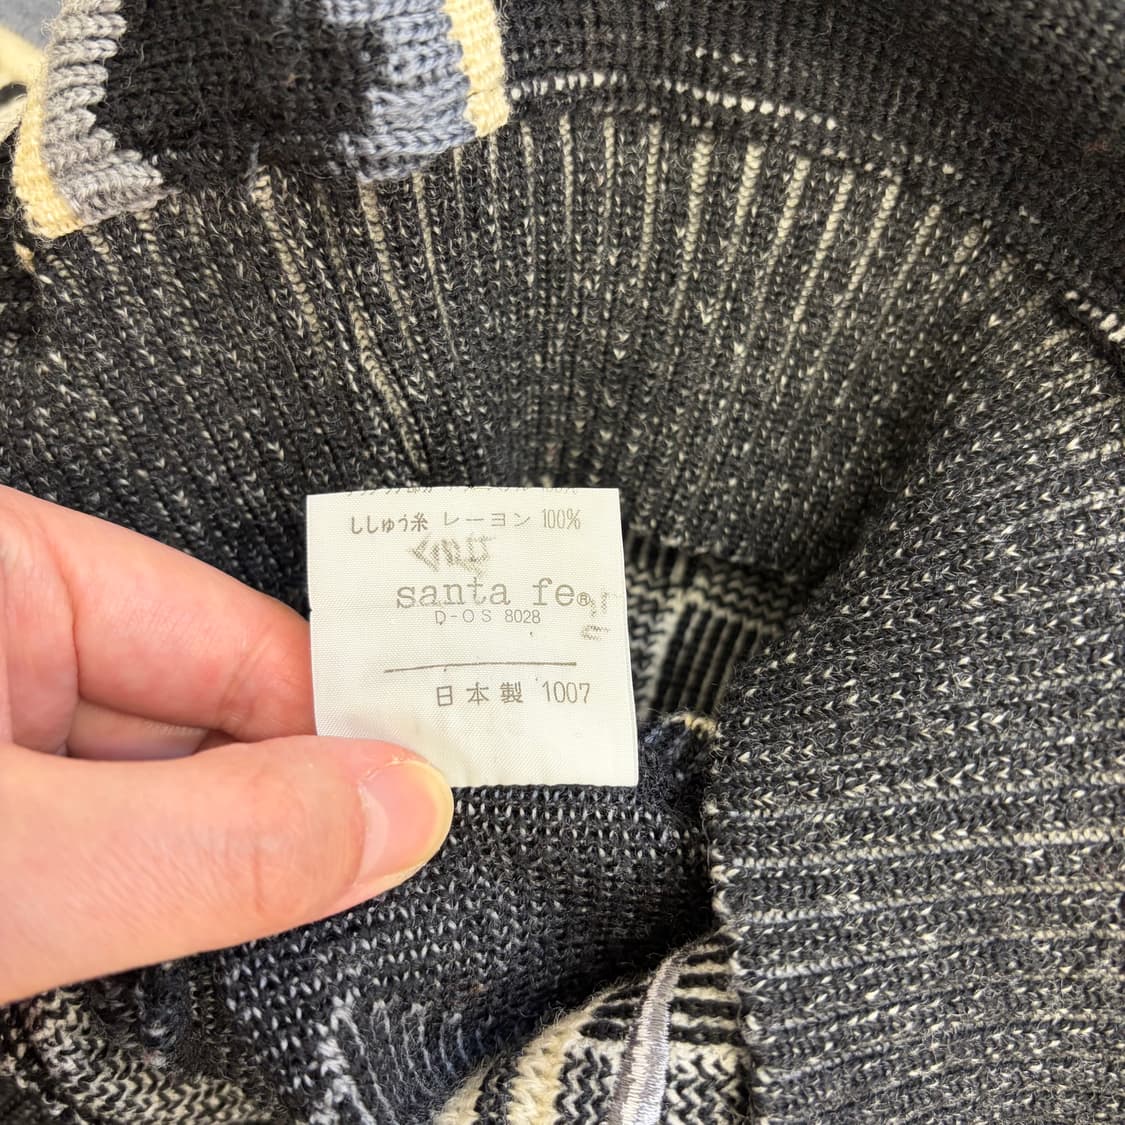 ししゅう糸 レーヨン 100%
santa fe®
D-OS 8028
日本製 1007